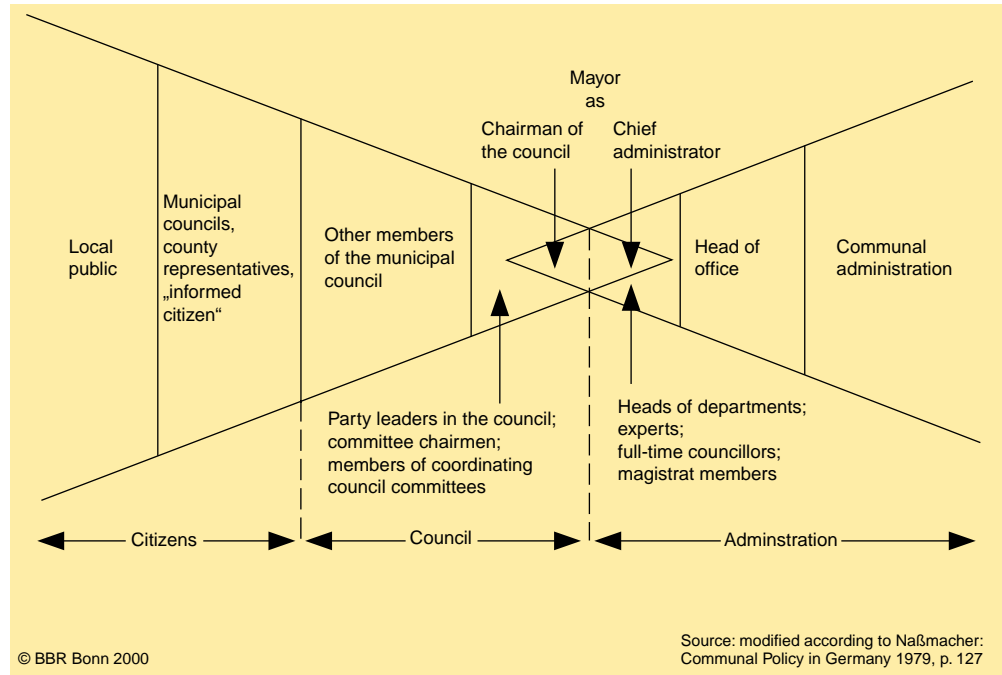 Mayor
as
Chairman of
the council
Chief
administrator
Local
public
Municipal
councils,
county
representatives,
„informed
citizen“
Other members
of the municipal
council
Head of
office
Communal
administration
Party leaders in the council;
committee chairmen;
members of coordinating
council committees
Heads of departments;
experts;
full-time councillors;
magistrat members
Citizens
Council
Adminstration
© BBR Bonn 2000
Source: modified according to Naßmacher:
Communal Policy in Germany 1979, p. 127